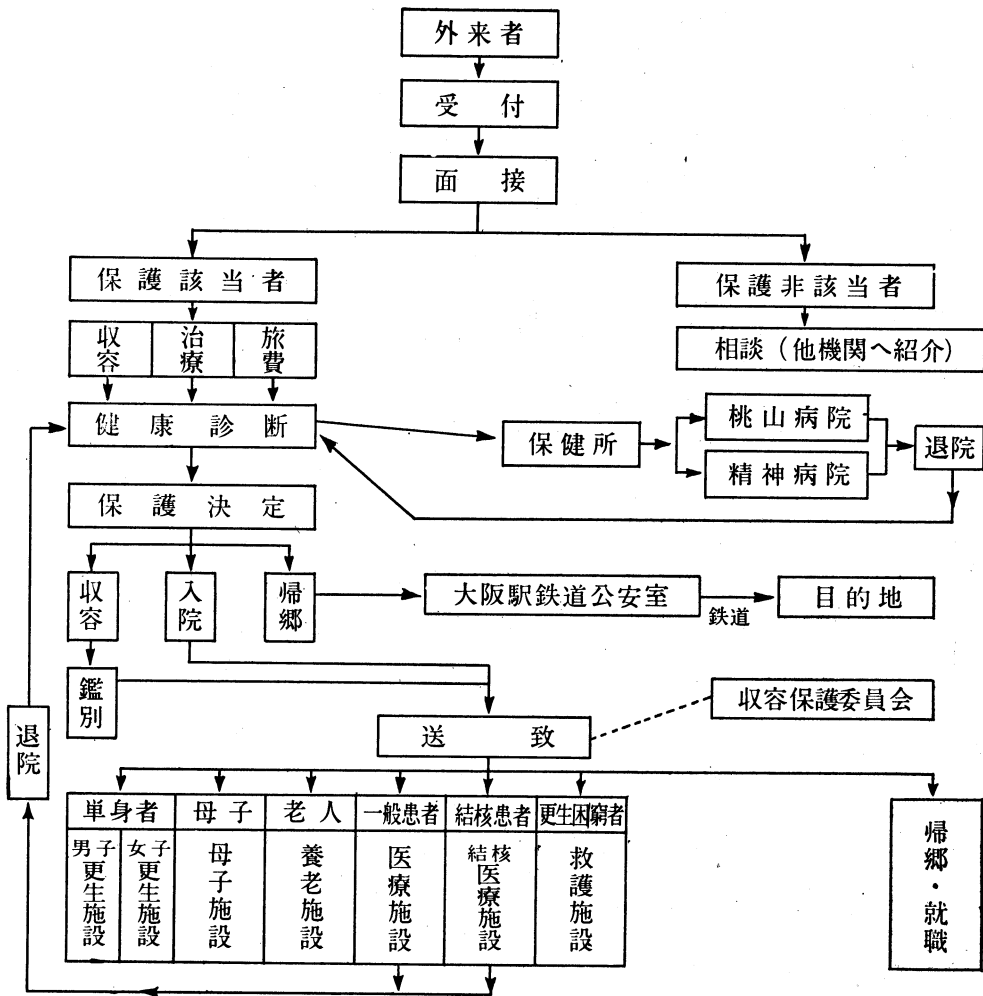 外来者
受付
面接
保護該当者
保護非該当者
収容
治療
旅費
相談（他機関へ紹介）
健康診断
保健所
桃山病院
精神病院
退院
保護決定
収容
入院
帰郷
大阪駅鉄道公安室
鉄道
目的地
鑑別
収容保護委員会
送致
退院
単身者
母子
老人
一般患者
結核患者
更生困窮者
男子更生施設
女子更生施設
母子施設
養老施設
医療施設
結核医療施設
救護施設
帰郷・就職